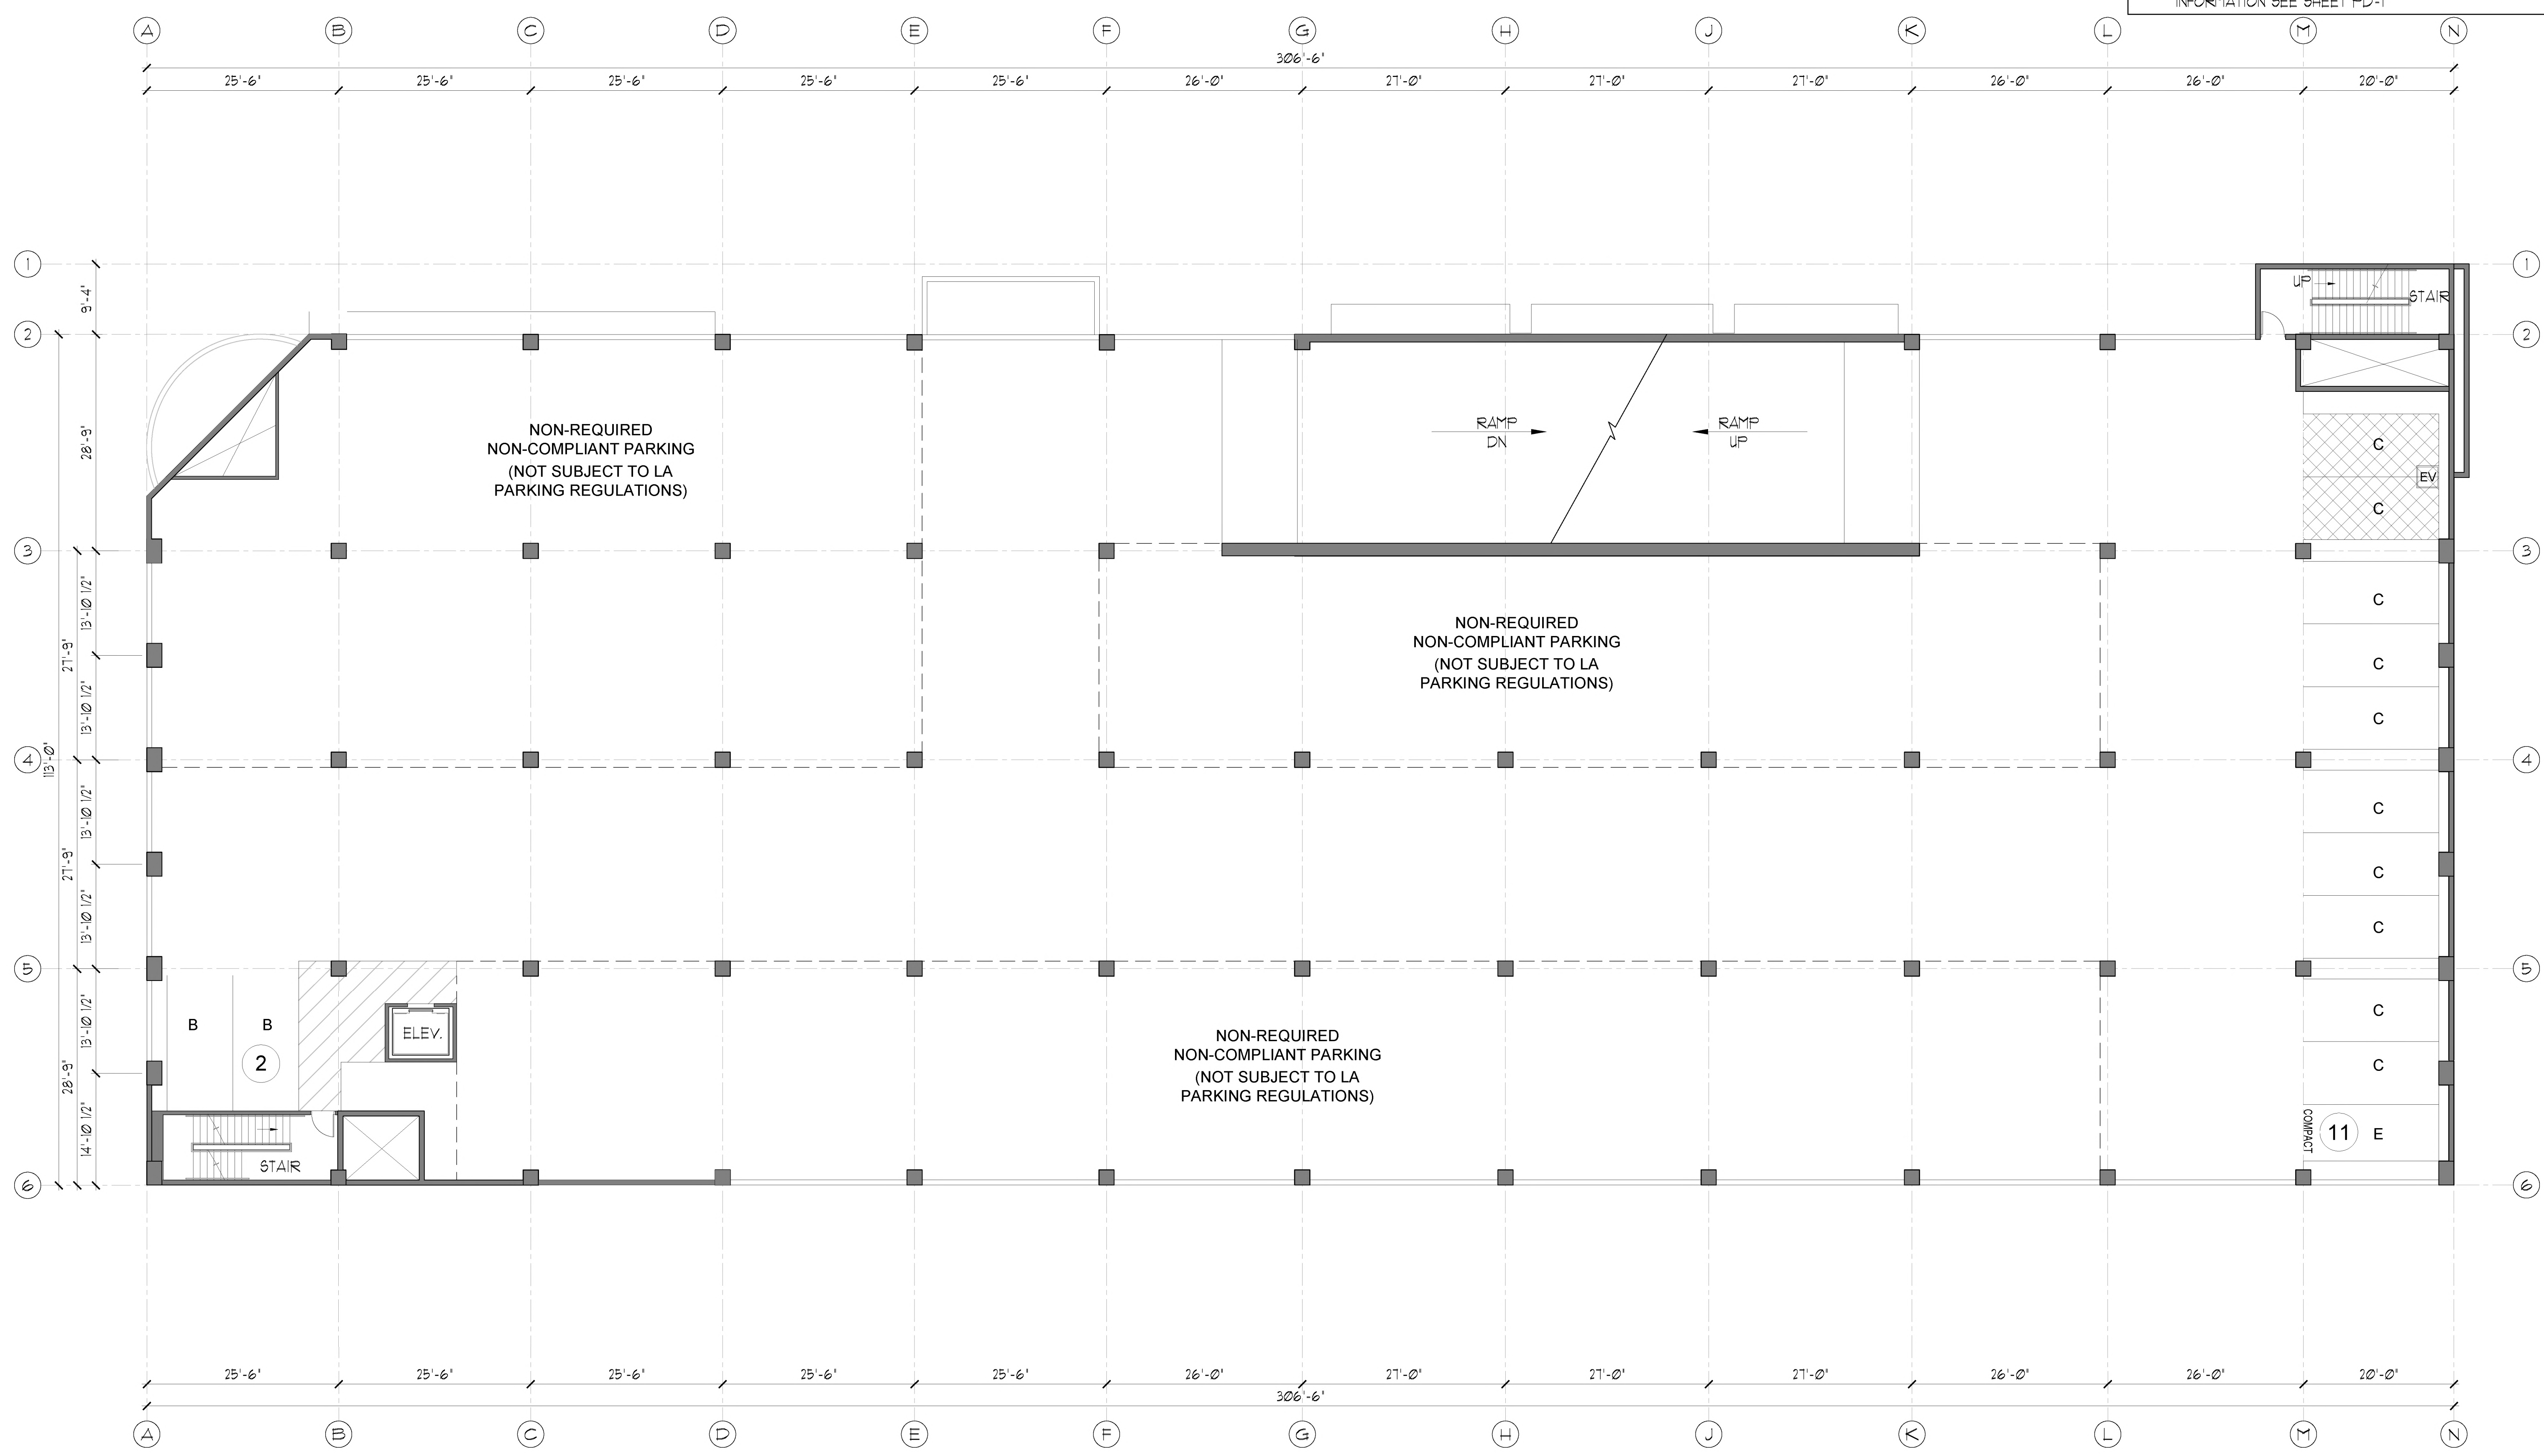 INFORMATION SEE SHEET PD-1
A B C D E F G H J K L M N
306'-6"
25'-6" 25'-6" 25'-6" 25'-6" 25'-6" 26'-0" 27'-0" 27'-0" 27'-0" 26'-0" 26'-0" 20'-0"
1 1
UP
STAIR
9'-4"
2 2
28'-9"
NON-REQUIRED
NON-COMPLIANT PARKING
(NOT SUBJECT TO LA
PARKING REGULATIONS)
RAMP
DN
RAMP
UP
C
EV
C
3 3
13'-10 1/2"
27'-9"
13'-10 1/2"
NON-REQUIRED
NON-COMPLIANT PARKING
(NOT SUBJECT TO LA
PARKING REGULATIONS)
C
C
C
4 4
113'-0"
13'-10 1/2"
27'-9"
13'-10 1/2"
C
C
C
5 5
13'-10 1/2"
28'-9"
14'-10 1/2"
B B
2
ELEV.
STAIR
NON-REQUIRED
NON-COMPLIANT PARKING
(NOT SUBJECT TO LA
PARKING REGULATIONS)
C
C
COMPACT
11
E
6 6
25'-6" 25'-6" 25'-6" 25'-6" 25'-6" 26'-0" 27'-0" 27'-0" 27'-0" 26'-0" 26'-0" 20'-0"
306'-6"
A B C D E F G H J K L M N